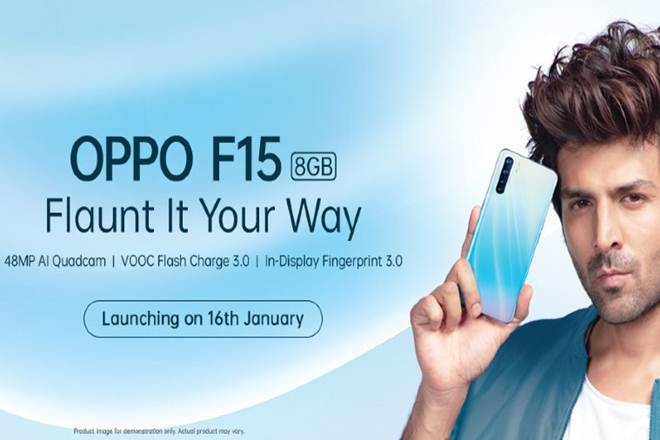 OPPO F15 8GB
Flaunt It Your Way
48MP AI Quadcam | VOOC Flash Charge 3.0 | In-Display Fingerprint 3.0
Launching on 16th January
Product image for demonstration only. Actual product may vary.